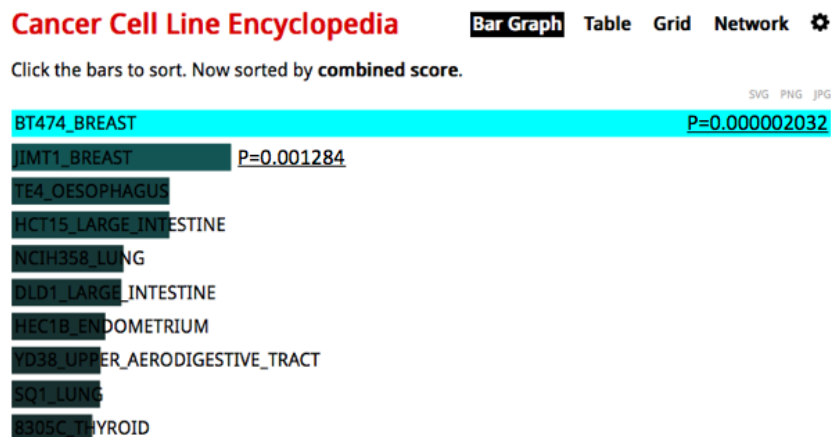 Cancer Cell Line Encyclopedia Bar Graph Table Grid Network
Click the bars to sort. Now sorted by combined score.
SVG PNG JPG
BT474_BREAST P=0.000002032
JIMT1_BREAST P=0.001284
TE4_OESOPHAGUS
HCT15_LARGE_INTESTINE
NCIH358_LUNG
DLD1_LARGE_INTESTINE
HEC1B_ENDOMETRIUM
YD38_UPPER_AERODIGESTIVE_TRACT
SQ1_LUNG
8305C_THYROID